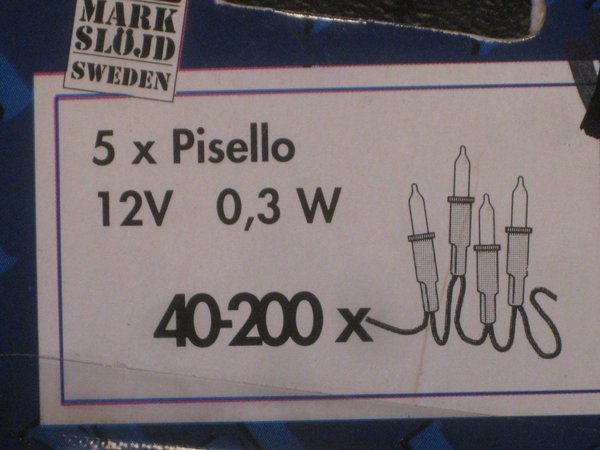 MARK
SLÖJD
SWEDEN
5 x Pisello
12V 0,3 W
40-200 x